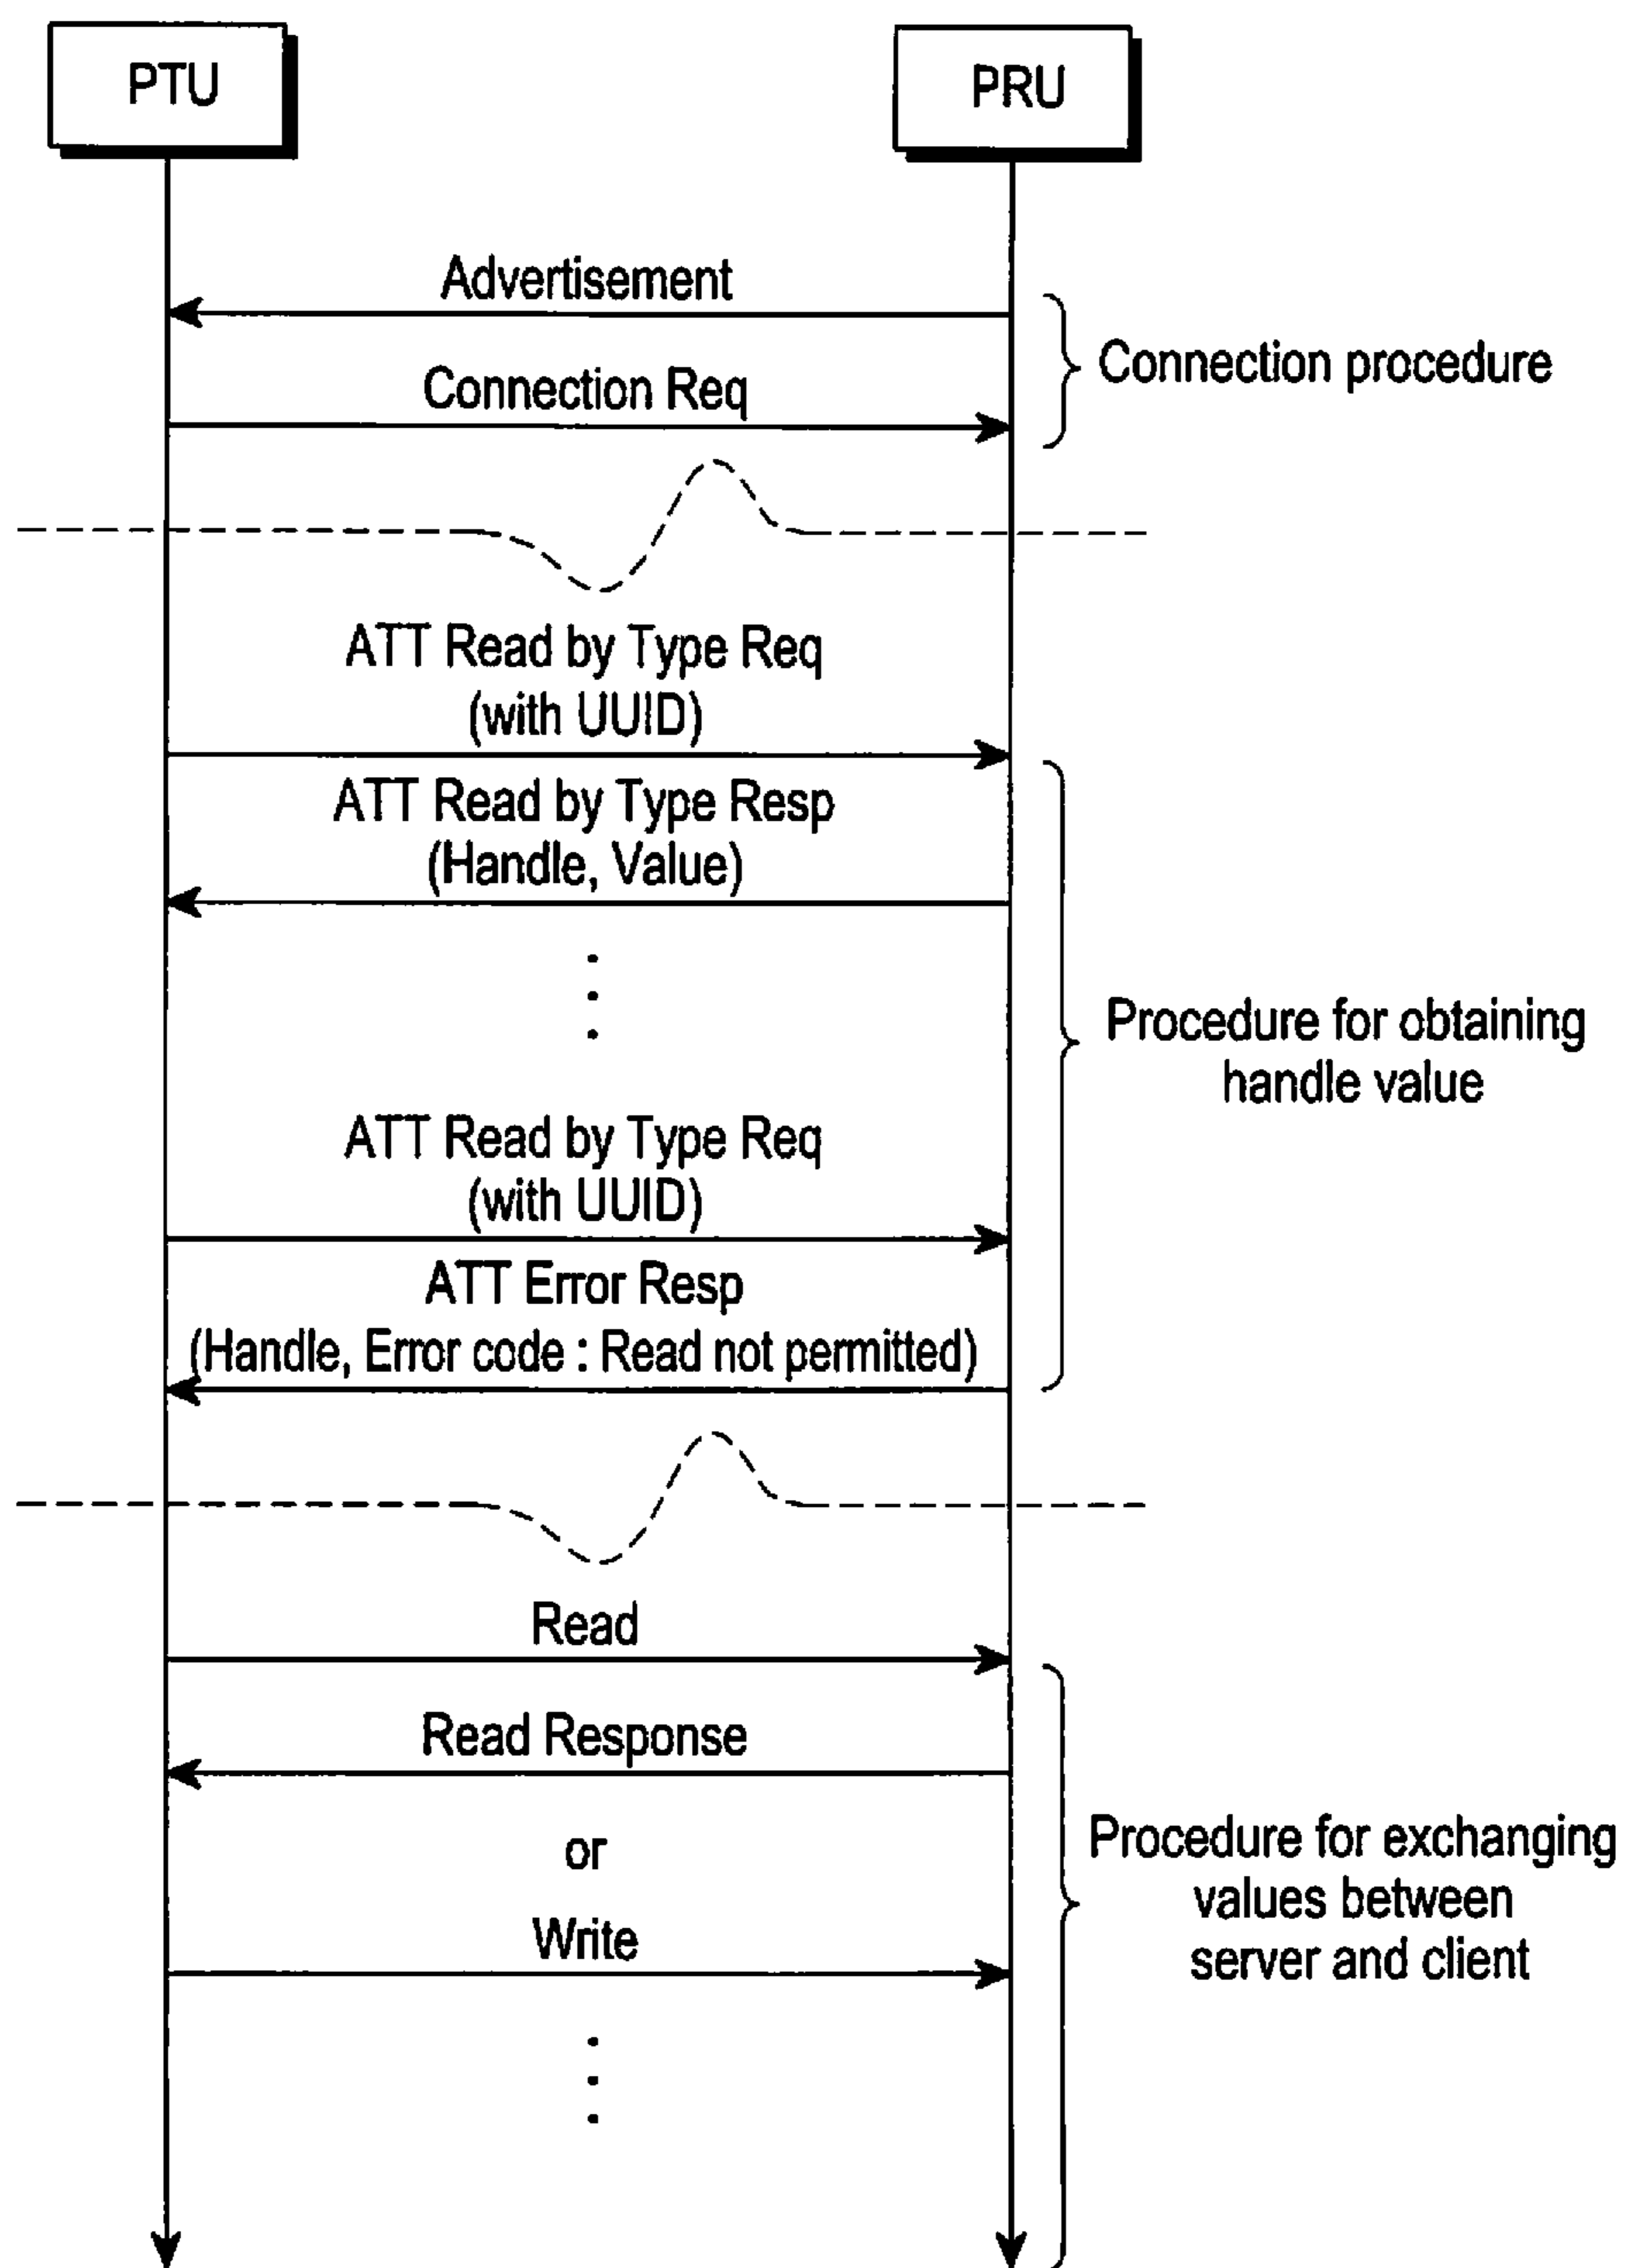 PTU
PRU
Advertisement
Connection Req
Connection procedure
ATT Read by Type Req
(with UUID)
ATT Read by Type Resp
(Handle, Value)
Procedure for obtaining
handle value
ATT Read by Type Req
(with UUID)
ATT Error Resp
(Handle, Error code : Read not permitted)
Read
Read Response
or
Write
Procedure for exchanging
values between
server and client